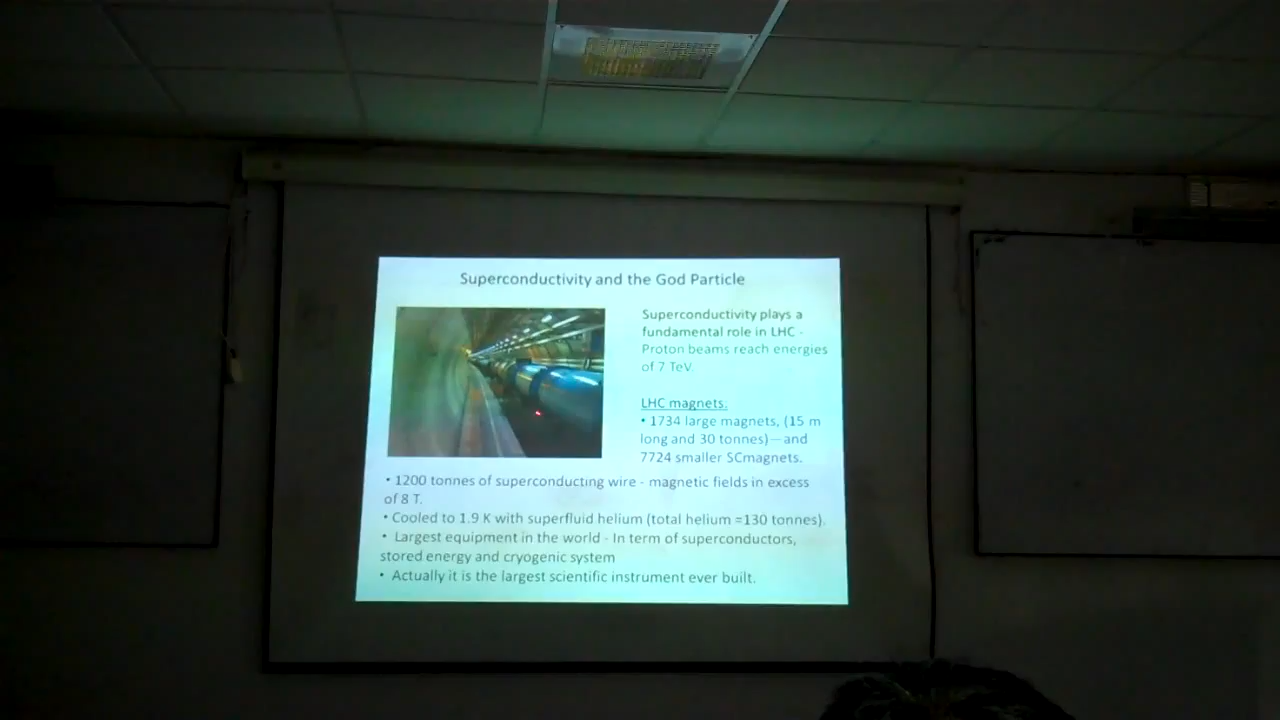 Superconductivity and the God Particle
Superconductivity plays a
fundamental role in LHC -
Proton beams reach energies
of 7 TeV.
LHC magnets.
• 1734 large magnets, (15 m
long and 30 tonnes)—and
7724 smaller SCmagnets.
• 1200 tonnes of superconducting wire - magnetic fields in excess
of 8 T.
• Cooled to 1.9 K with superfluid helium (total helium =130 tonnes).
• Largest equipment in the world - In term of superconductors,
stored energy and cryogenic system
• Actually it is the largest scientific instrument ever built.